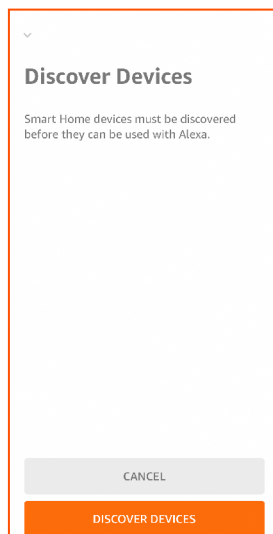 Discover Devices
Smart Home devices must be discovered
before they can be used with Alexa.
CANCEL
DISCOVER DEVICES